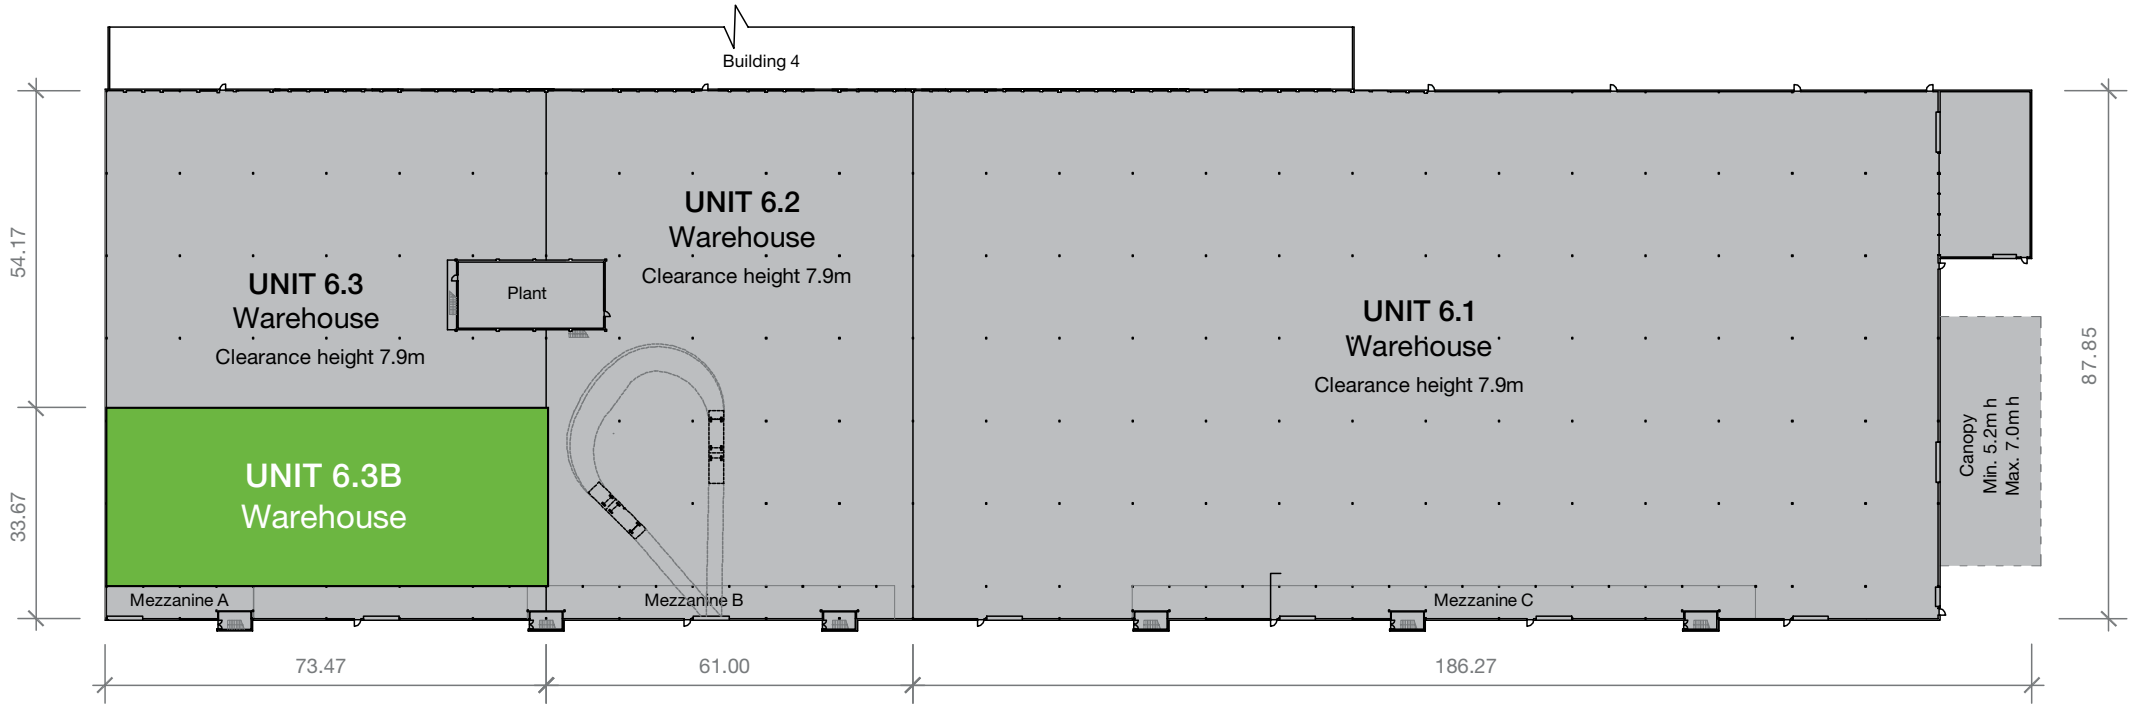 Building 4
UNIT 6.2
Warehouse
Clearance height 7.9m
UNIT 6.3
Warehouse
Clearance height 7.9m
Plant
UNIT 6.1
Warehouse
Clearance height 7.9m
54.17
33.67
87.85
Canopy
Min. 5.2m h
Max. 7.0m h
UNIT 6.3B
Warehouse
Mezzanine A
Mezzanine B
Mezzanine C
73.47
61.00
186.27